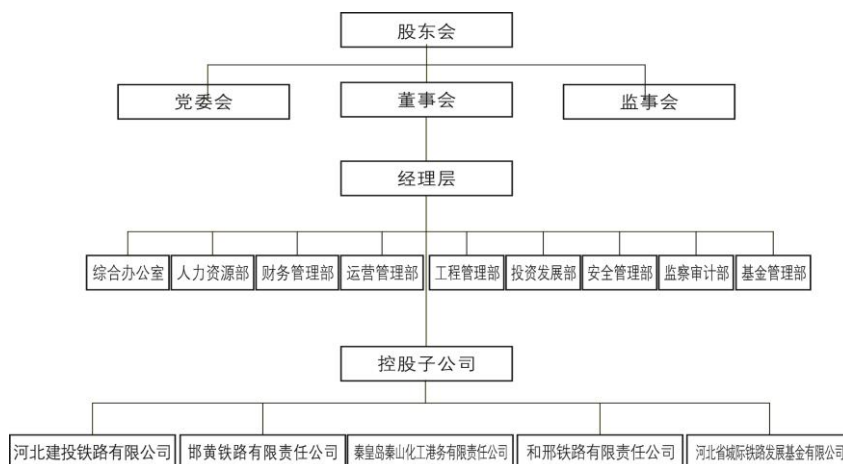 股东会
党委会
董事会
监事会
经理层
综合办公室
人力资源部
财务管理部
运营管理部
工程管理部
投资发展部
安全管理部
监察审计部
基金管理部
控股子公司
河北建投铁路有限公司
邯黄铁路有限责任公司
秦皇岛秦山化工港务有限责任公司
和邢铁路有限责任公司
河北省城际铁路发展基金有限公司